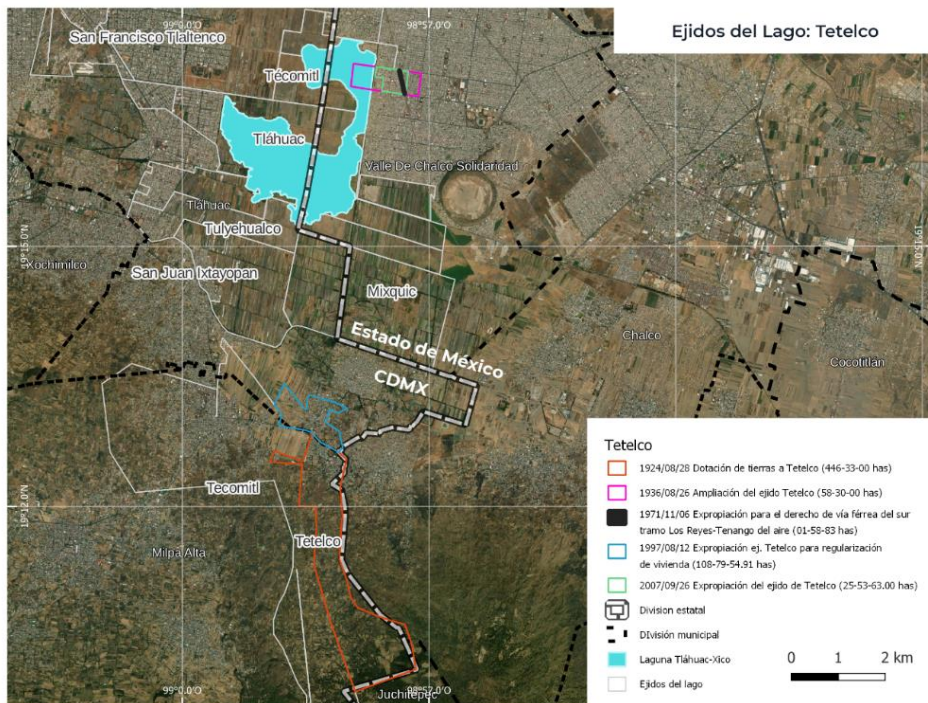 Ejidos del Lago: Tetelco
99°0.0'O
98°57.0'O
San Francisco Tlaltenco
Técomitl
Tláhuac
Valle De Chalco Solidaridad
Tláhuac
Tulyehualco
19°15.0'N
19°15.0'N
Xochimilco
San Juan Ixtayopan
Mixquic
Estado de México
Chalco
CDMX
Cocotitlán
Tecomitl
19°12.0'N
Tetelco
Milpa Alta
99°0.0'O
98°57.0'O
Juchitepec
Tetelco
1924/08/28 Dotación de tierras a Tetelco (446-33-00 has)
1936/08/26 Ampliación del ejido Tetelco (58-30-00 has)
1971/11/06 Expropiación para el derecho de vía férrea del sur
tramo Los Reyes-Tenango del aire (01-58-83 has)
1997/08/12 Expropiación ej. Tetelco para regularización
de vivienda (108-79-54.91 has)
2007/09/26 Expropiación del ejido de Tetelco (25-53-63.00 has)
Division estatal
DIvisión municipal
Laguna Tláhuac-Xico
Ejidos del lago
0 1 2 km